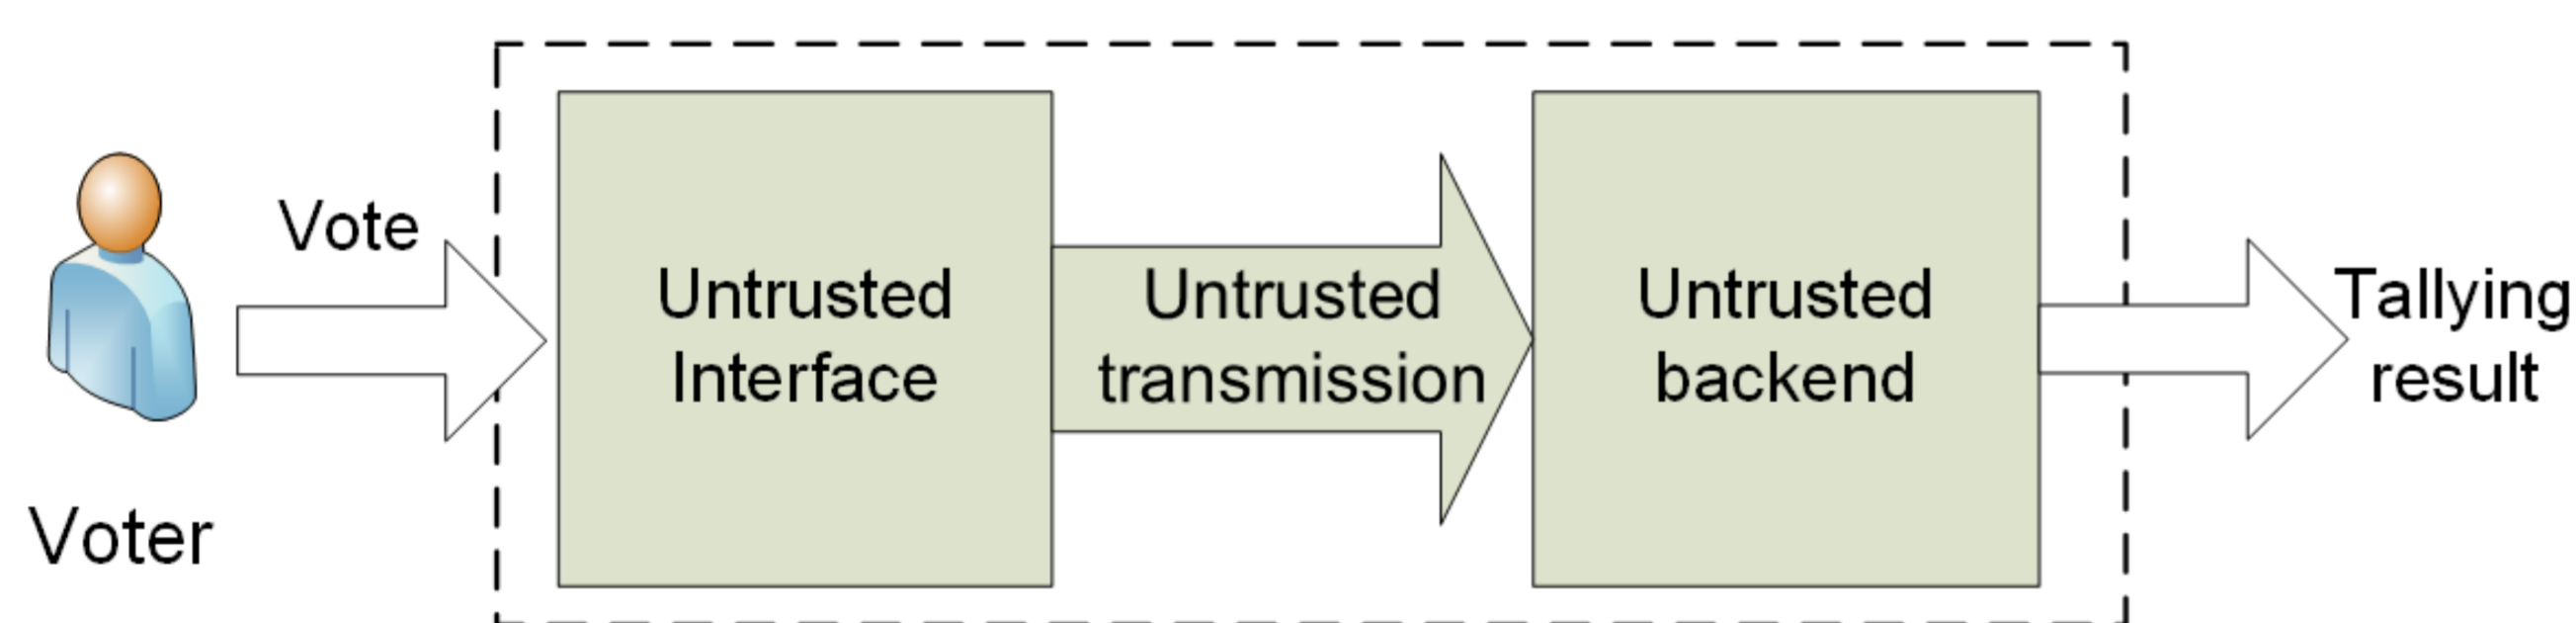 Vote
Voter
Untrusted
Interface
Untrusted
transmission
Untrusted
backend
Tallying
result